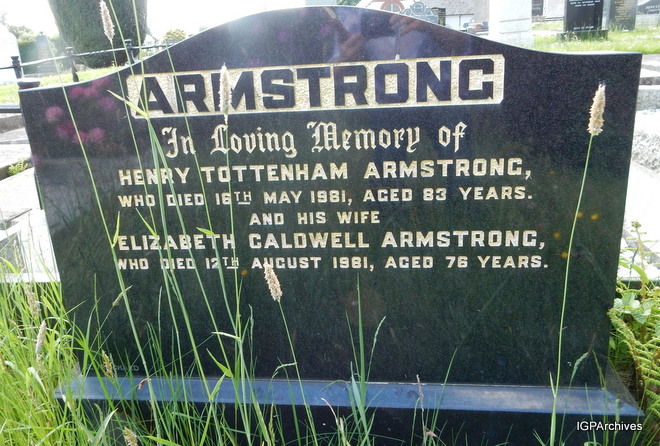 ARMSTRONG
In Loving Memory of
HENRY TOTTENHAM ARMSTRONG,
WHO DIED 16TH MAY 1981, AGED 83 YEARS.
AND HIS WIFE
ELIZABETH CALDWELL ARMSTRONG,
WHO DIED 12TH AUGUST 1981, AGED 76 YEARS.
IGPArchives